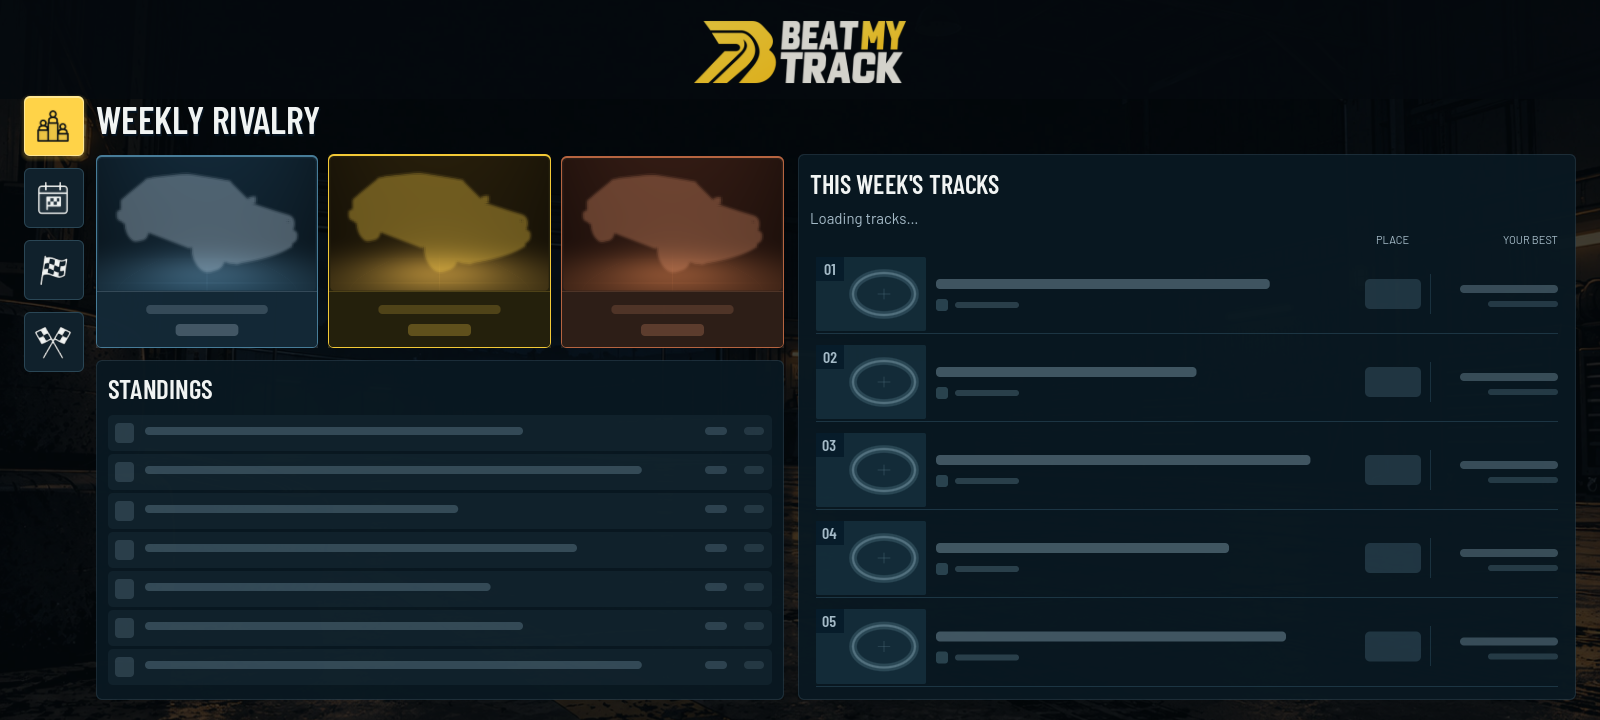 BEAT MY
TRACK
WEEKLY RIVALRY
THIS WEEK'S TRACKS
Loading tracks...
PLACE
YOUR BEST
01
02
03
04
05
STANDINGS